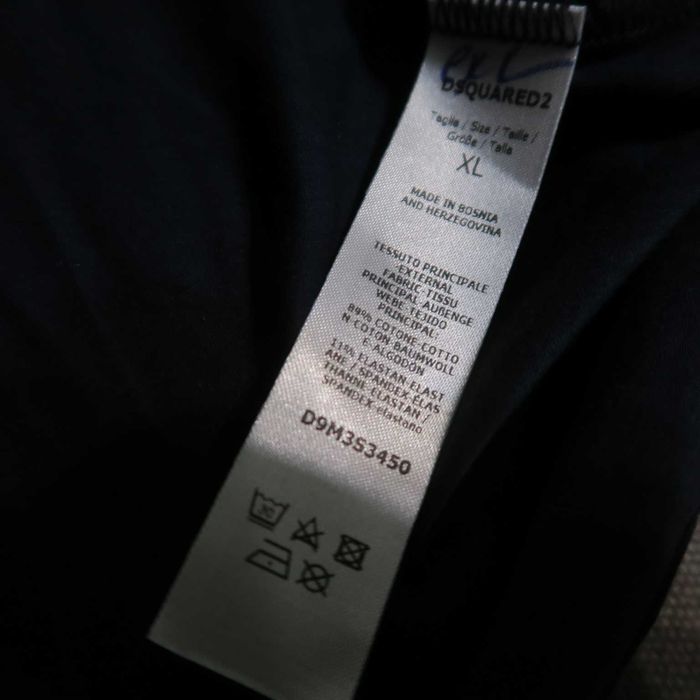 DSQUARED2
Taglia / Size / Taille /
Größe / Talla
XL
MADE IN BOSNIA
AND HERZEGOVINA
TESSUTO PRINCIPALE
EXTERNAL
FABRIC-TISSU
PRINCIPAL AUßENGE
WEBE TEJIDO
PRINCIPAL:
89% COTONE COTTO
N COTON BAUMWOLL
E, ALGODÓN
11% ELASTAN ELAST
ANE / SPANDEX-ÉLAS
THANNE ELASTAN /
SPANDEX-elastano
D9M3S3450
30